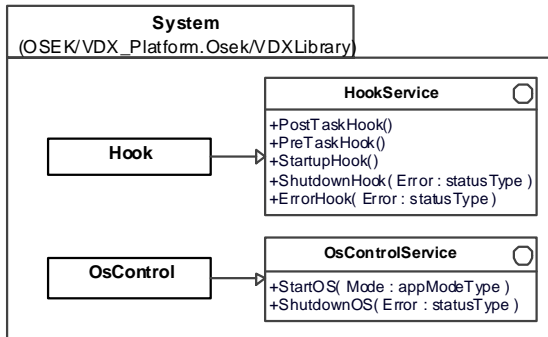 System
(OSEK/VDX_Platform.Osek/VDXLibrary)
HookService
+PostTaskHook()
+PreTaskHook()
+StartupHook()
+ShutdownHook( Error : statusType )
+ErrorHook( Error : statusType )
Hook
OsControlService
+StartOS( Mode : appModeType )
+ShutdownOS( Error : statusType )
OsControl